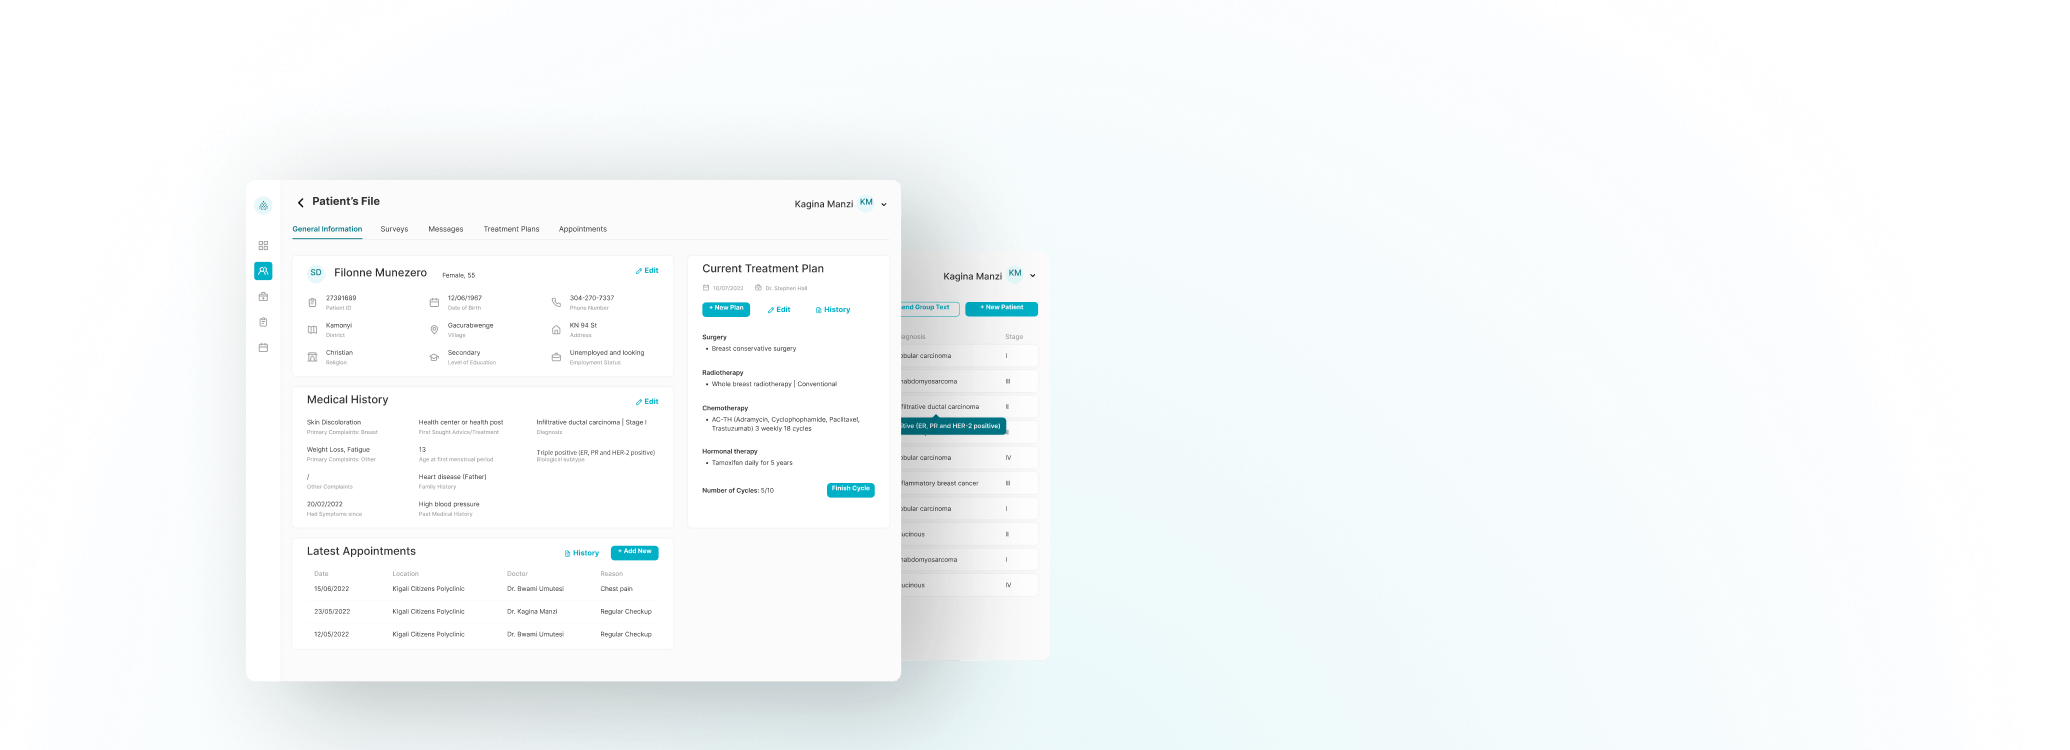 Patient's File
Kagina Manzi KM
General Information Surveys Messages Treatment Plans Appointments
SD Filonne Munezero Female, 55 Edit
27391689 12/06/1967 304-270-7337
Patient ID Date of Birth Phone Number
Kamonyi Gacurabwenge KN 94 St
District Village Address
Christian Secondary Unemployed and looking
Religion Level of Education Employment Status
Medical History Edit
Skin Discoloration Health center or health post Infiltrative ductal carcinoma | Stage I
Primary Complaints: Breast First Sought Advice/Treatment Diagnosis
Weight Loss, Fatigue 13 Triple positive (ER, PR and HER-2 positive)
Primary Complaints: Other Age at first menstrual period Biological subtype
/ Heart disease (Father)
Other Complaints Family History
20/02/2022 High blood pressure
Had Symptoms since Past Medical History
Latest Appointments History + Add New
Date Location Doctor Reason
15/06/2022 Kigali Citizens Polyclinic Dr. Bwami Umutesi Chest pain
23/05/2022 Kigali Citizens Polyclinic Dr. Kagina Manzi Regular Checkup
12/05/2022 Kigali Citizens Polyclinic Dr. Bwami Umutesi Regular Checkup
Current Treatment Plan
10/07/2022 Dr. Stephen Hall
+ New Plan Edit History
Surgery
• Breast conservative surgery
Radiotherapy
• Whole breast radiotherapy | Conventional
Chemotherapy
• AC-TH (Adramycin, Cyclophophamide, Paclitaxel,
Trastuzumab) 3 weekly 18 cycles
Hormonal therapy
• Tamoxifen daily for 5 years
Number of Cycles: 5/10 Finish Cycle
Kagina Manzi KM
end Group Text + New Patient
agnosis Stage
obular carcinoma I
habdomyosarcoma III
filtrative ductal carcinoma II
itive (ER, PR and HER-2 positive)
obular carcinoma IV
flammatory breast cancer III
obular carcinoma I
ucinous II
habdomyosarcoma I
ucinous IV